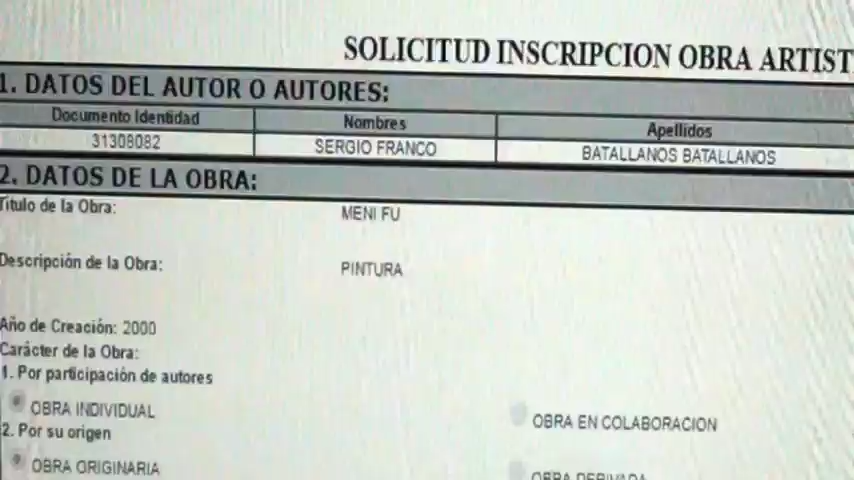 SOLICITUD INSCRIPCION OBRA ARTIST
1. DATOS DEL AUTOR O AUTORES:
Documento Identidad Nombres Apellidos
31308082 SERGIO FRANCO BATALLANOS BATALLANOS
2. DATOS DE LA OBRA:
Titulo de la Obra: MENI FU
Descripción de la Obra: PINTURA
Año de Creación: 2000
Carácter de la Obra:
1. Por participación de autores
OBRA INDIVIDUAL OBRA EN COLABORACION
2. Por su origen
OBRA ORIGINARIA OBRA DERIVADA